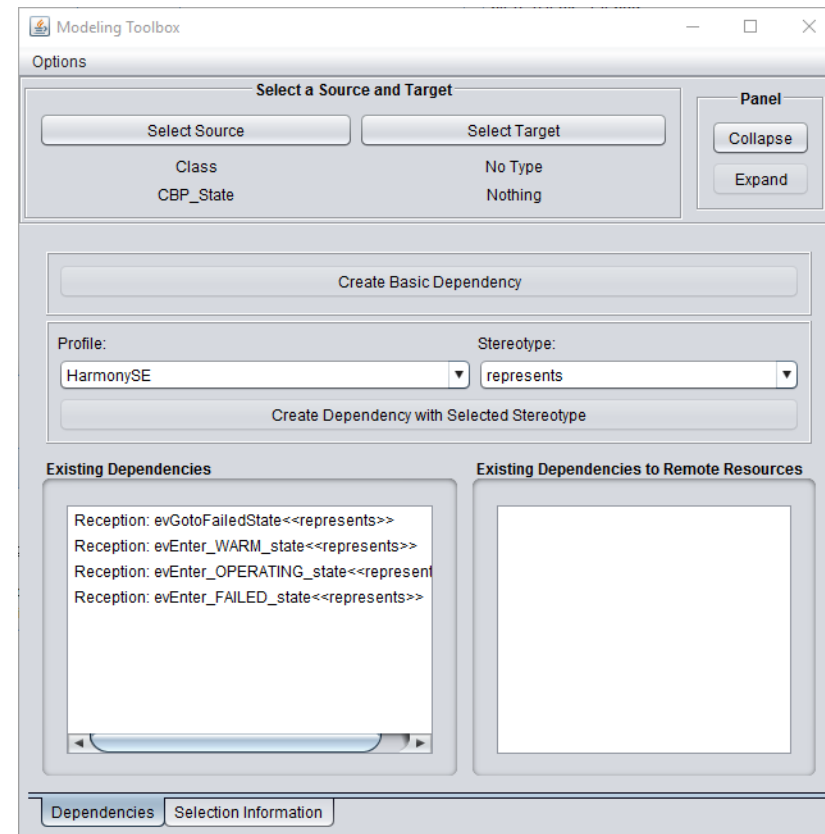 Modeling Toolbox
Options
Select a Source and Target
Panel
Select Source
Select Target
Collapse
Class
No Type
Expand
CBP_State
Nothing
Create Basic Dependency
Profile:
Stereotype:
HarmonySE
represents
Create Dependency with Selected Stereotype
Existing Dependencies
Existing Dependencies to Remote Resources
Reception: evGotoFailedState<<represents>>
Reception: evEnter_WARM_state<<represents>>
Reception: evEnter_OPERATING_state<<represent
Reception: evEnter_FAILED_state<<represents>>
Dependencies
Selection Information